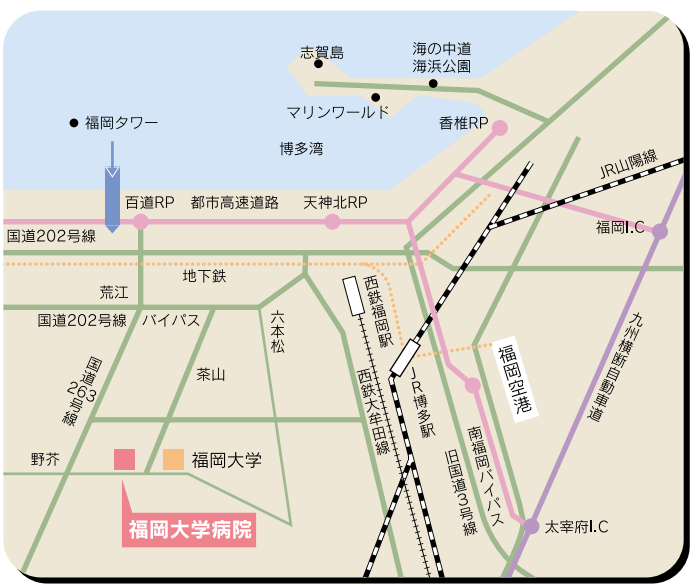 志賀島
海の中道
海浜公園
マリンワールド
福岡タワー
香椎RP
博多湾
JR山陽線
百道RP
都市高速道路
天神北RP
福岡I.C
国道202号線
地下鉄
荒江
西鉄福岡駅
国道202号線 バイパス
六本松
九州横断自動車道
福岡空港
国道263号線
茶山
西鉄大牟田線
JR博多駅
野芥
福岡大学
旧国道3号線
南福岡バイパス
福岡大学病院
太宰府I.C